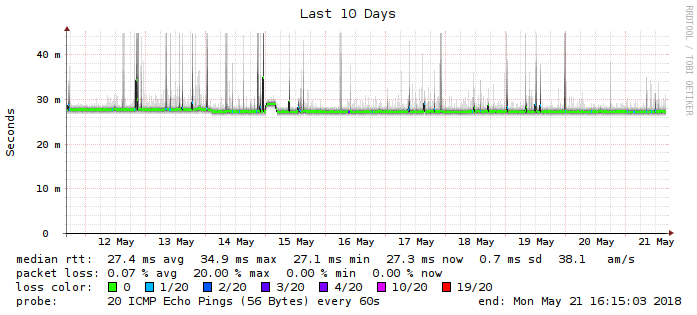 Last 10 Days
RRDTOOL / TOBI OETIKER
Seconds
40 m
30 m
20 m
10 m
0
12 May 13 May 14 May 15 May 16 May 17 May 18 May 19 May 20 May 21 May
median rtt: 27.4 ms avg 34.9 ms max 27.1 ms min 27.3 ms now 0.7 ms sd 38.1 am/s
packet loss: 0.07 % avg 20.00 % max 0.00 % min 0.00 % now
loss color: 0 1/20 2/20 3/20 4/20 10/20 19/20
probe: 20 ICMP Echo Pings (56 Bytes) every 60s end: Mon May 21 16:15:03 2018